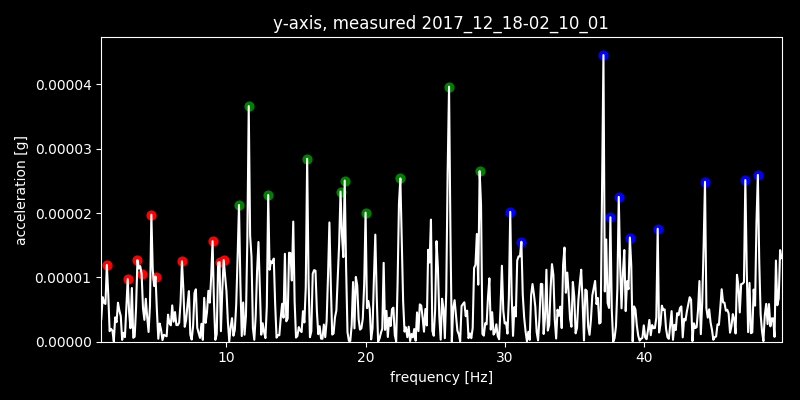 y-axis, measured 2017_12_18-02_10_01
0.00004
0.00003
0.00002
0.00001
0.00000
acceleration [g]
10 20 30 40
frequency [Hz]